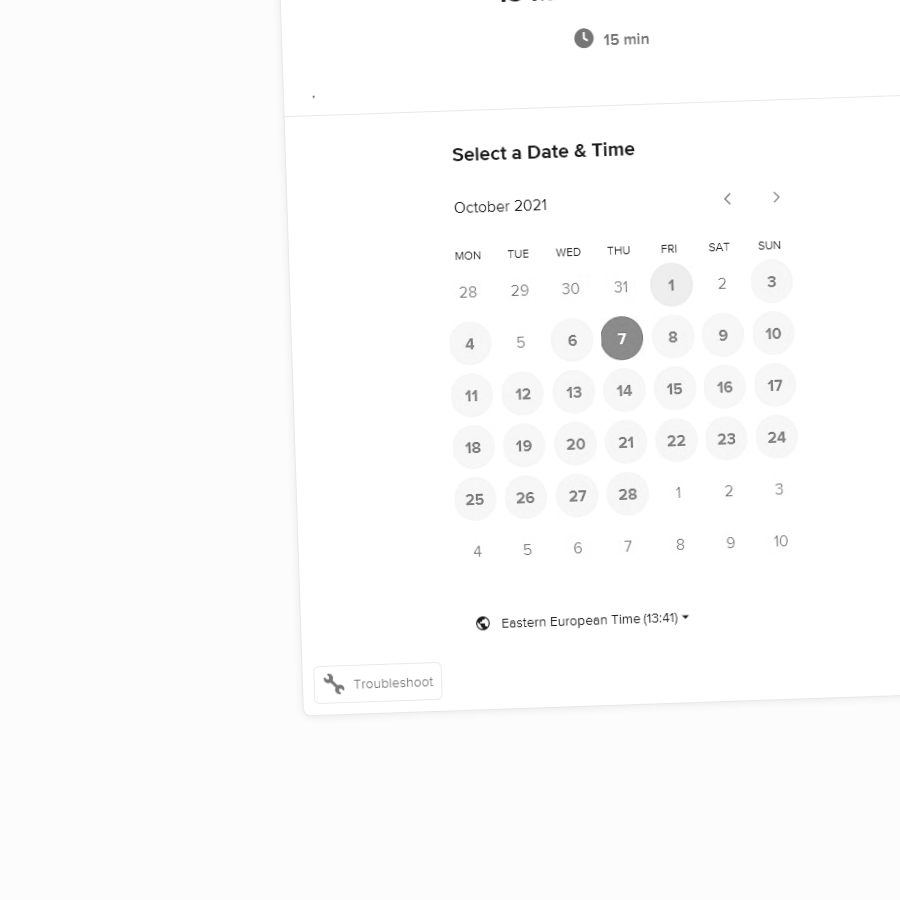 15 min
.
Select a Date & Time
October 2021
MON TUE WED THU FRI SAT SUN
28 29 30 31 1 2 3
4 5 6 7 8 9 10
11 12 13 14 15 16 17
18 19 20 21 22 23 24
25 26 27 28 1 2 3
4 5 6 7 8 9 10
Eastern European Time (13:41)
Troubleshoot